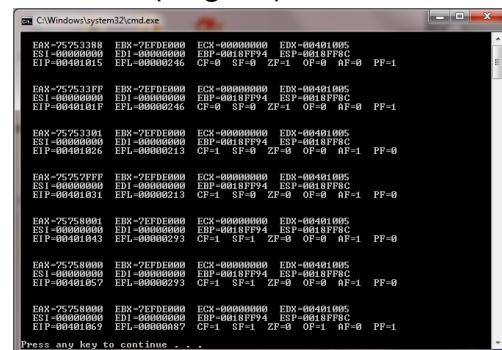 C:\Windows\system32\cmd.exe
EAX=75753388 EBX=7EFDE000 ECX=00000000 EDX=00401005
ESI=00000000 EDI=00000000 EBP=0018FF94 ESP=0018FF8C
EIP=00401015 EFL=00000246 CF=0 SF=0 ZF=1 OF=0 AF=0 PF=1
EAX=757533FF EBX=7EFDE000 ECX=00000000 EDX=00401005
ESI=00000000 EDI=00000000 EBP=0018FF94 ESP=0018FF8C
EIP=0040101F EFL=00000246 CF=0 SF=0 ZF=1 OF=0 AF=0 PF=1
EAX=75753301 EBX=7EFDE000 ECX=00000000 EDX=00401005
ESI=00000000 EDI=00000000 EBP=0018FF94 ESP=0018FF8C
EIP=00401026 EFL=00000213 CF=1 SF=0 ZF=0 OF=0 AF=1 PF=0
EAX=75757FFF EBX=7EFDE000 ECX=00000000 EDX=00401005
ESI=00000000 EDI=00000000 EBP=0018FF94 ESP=0018FF8C
EIP=00401031 EFL=00000213 CF=1 SF=0 ZF=0 OF=0 AF=1 PF=0
EAX=75758001 EBX=7EFDE000 ECX=00000000 EDX=00401005
ESI=00000000 EDI=00000000 EBP=0018FF94 ESP=0018FF8C
EIP=00401043 EFL=00000293 CF=1 SF=1 ZF=0 OF=0 AF=1 PF=0
EAX=75758000 EBX=7EFDE000 ECX=00000000 EDX=00401005
ESI=00000000 EDI=00000000 EBP=0018FF94 ESP=0018FF8C
EIP=00401057 EFL=00000293 CF=1 SF=1 ZF=0 OF=0 AF=1 PF=0
EAX=75758000 EBX=7EFDE000 ECX=00000000 EDX=00401005
ESI=00000000 EDI=00000000 EBP=0018FF94 ESP=0018FF8C
EIP=00401069 EFL=00000A87 CF=1 SF=1 ZF=0 OF=1 AF=0 PF=1
Press any key to continue . . .